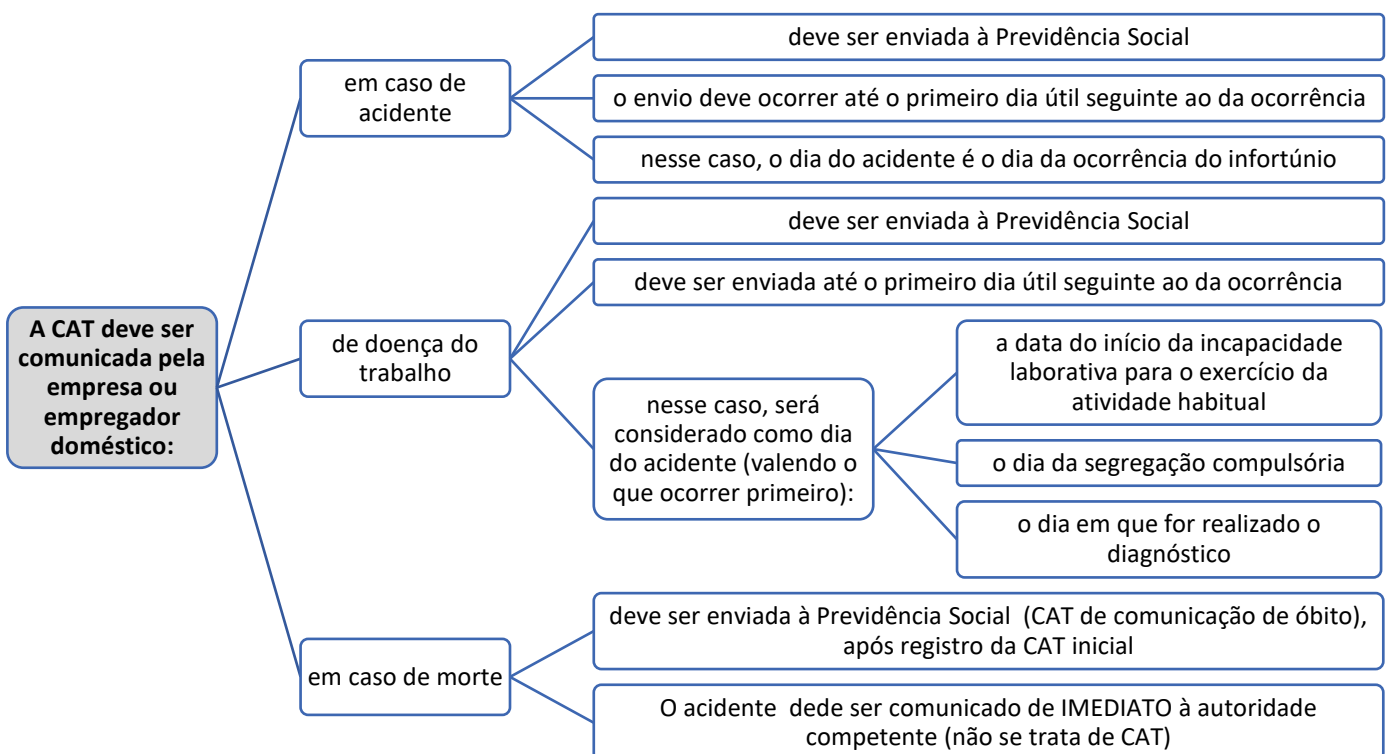 A CAT deve ser
comunicada pela
empresa ou
empregador
doméstico:
em caso de
acidente
deve ser enviada à Previdência Social
o envio deve ocorrer até o primeiro dia útil seguinte ao da ocorrência
nesse caso, o dia do acidente é o dia da ocorrência do infortúnio
de doença do
trabalho
deve ser enviada à Previdência Social
deve ser enviada até o primeiro dia útil seguinte ao da ocorrência
nesse caso, será
considerado como dia
do acidente (valendo o
que ocorrer primeiro):
a data do início da incapacidade
laborativa para o exercício da
atividade habitual
o dia da segregação compulsória
o dia em que for realizado o
diagnóstico
em caso de morte
deve ser enviada à Previdência Social (CAT de comunicação de óbito),
após registro da CAT inicial
O acidente dede ser comunicado de IMEDIATO à autoridade
competente (não se trata de CAT)